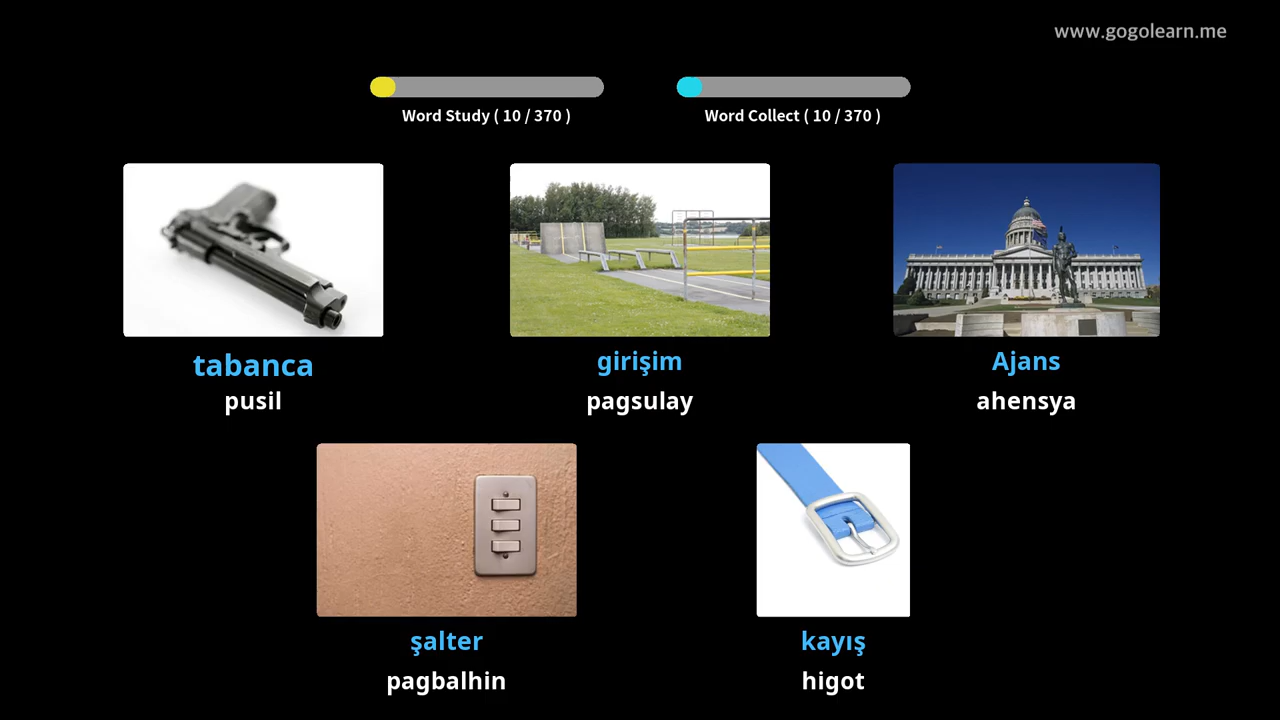 www.gogolearn.me
Word Study ( 10 / 370 )
Word Collect ( 10 / 370 )
tabanca
pusil
girişim
pagsulay
Ajans
ahensya
şalter
pagbalhin
kayış
higot